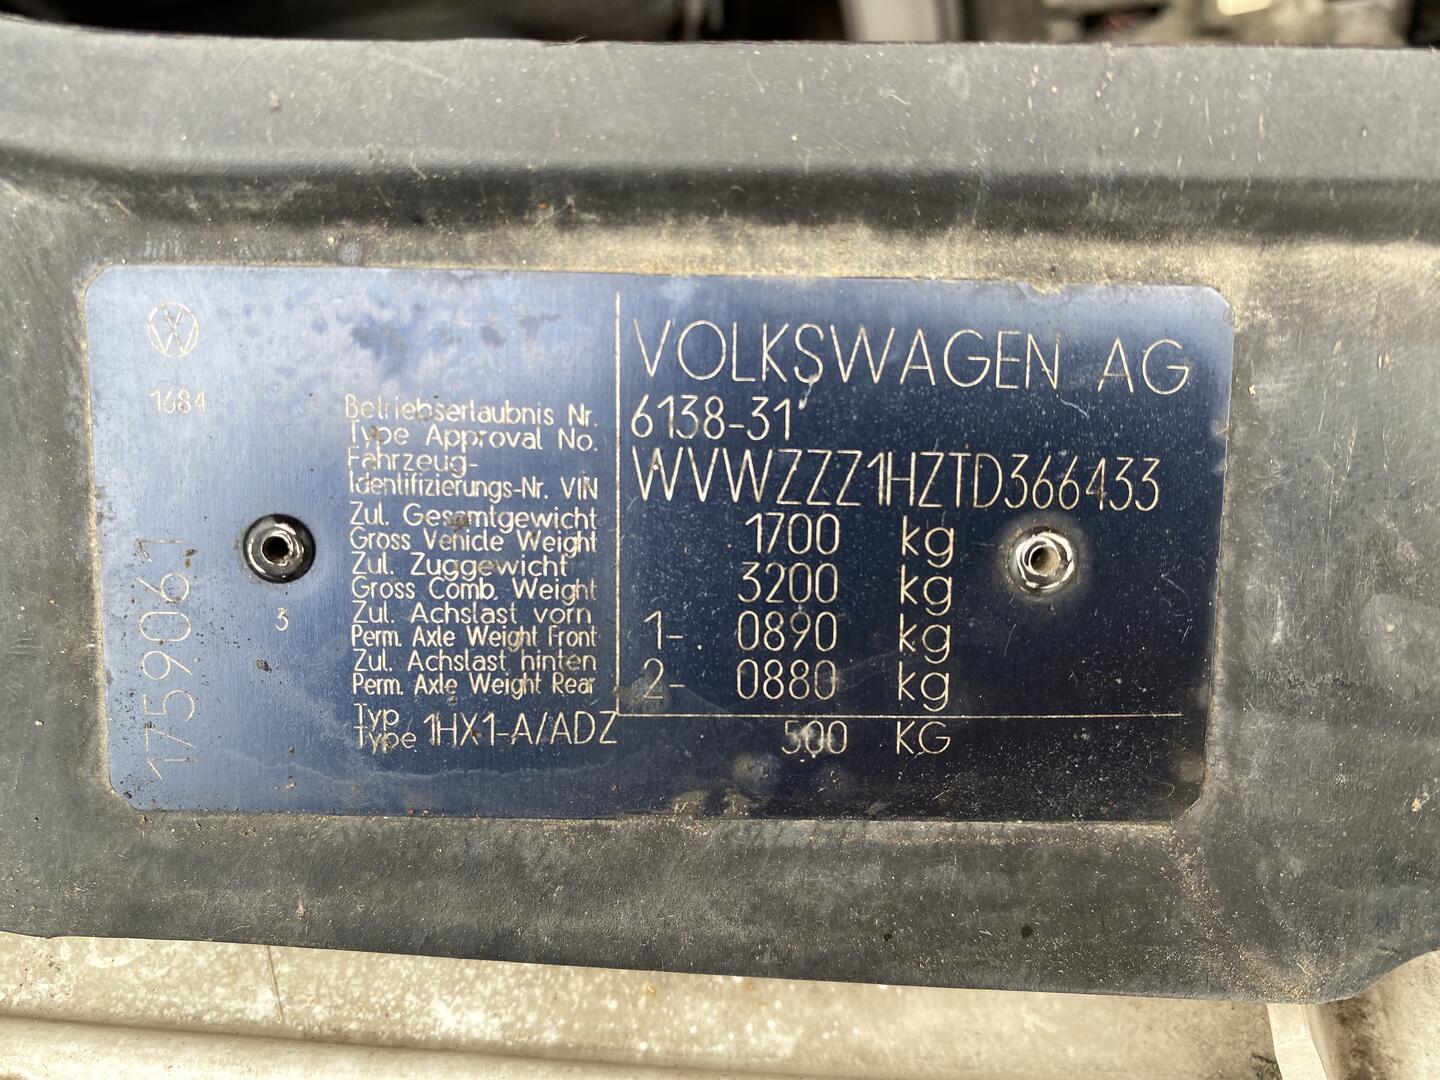 1684
VOLKSWAGEN AG
Betriebserlaubnis Nr.
Type Approval No.
6138-31
Fahrzeug-
Identifizierungs-Nr. VIN
WVWZZZ1HZTD366433
Zul. Gesamtgewicht
Gross Vehicle Weight
1700 kg
Zul. Zuggewicht
Gross Comb. Weight
3200 kg
Zul. Achslast vorn
Perm. Axle Weight Front
1- 0890 kg
Zul. Achslast hinten
Perm. Axle Weight Rear
2- 0880 kg
Typ
Type 1HX1-A/ADZ
500 KG
3
1759061